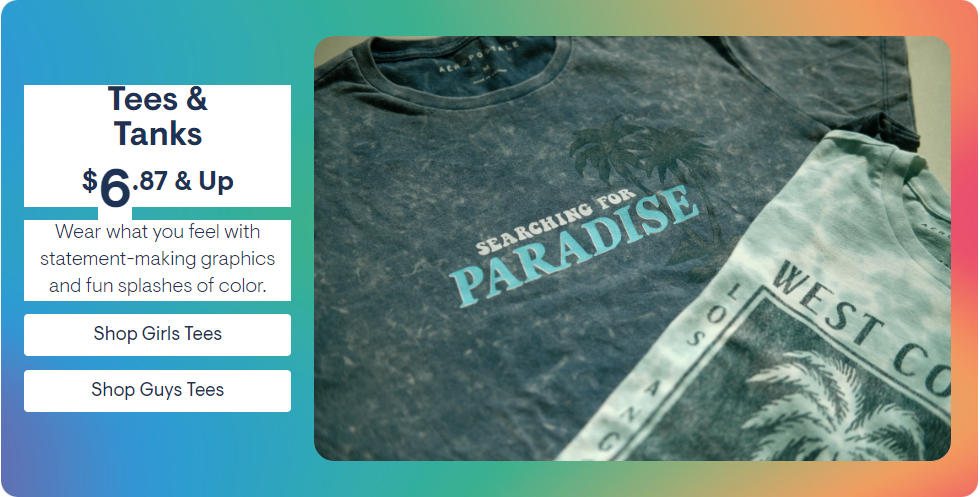 Tees &
Tanks
$6.87 & Up
Wear what you feel with
statement-making graphics
and fun splashes of color.
Shop Girls Tees
Shop Guys Tees
AEROPOSTALE
SEARCHING FOR
PARADISE
WEST CO
LOS ANG